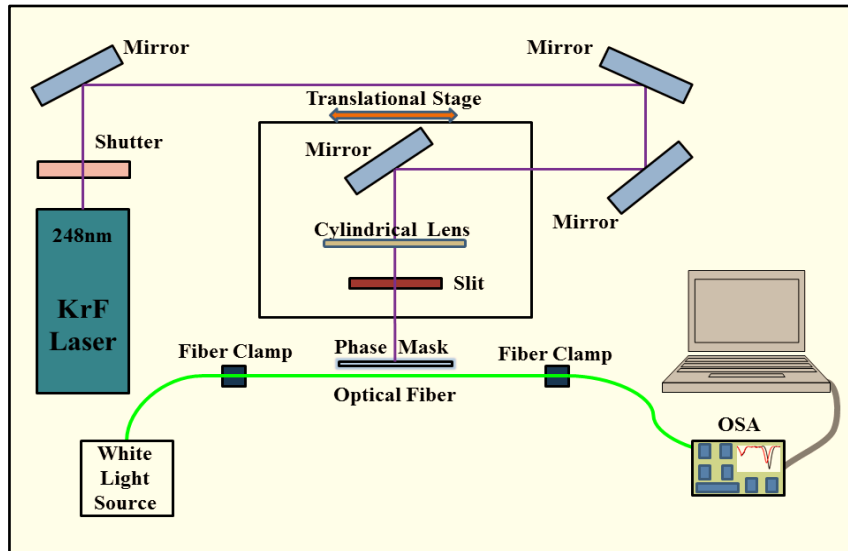 Mirror
Mirror
Translational Stage
Shutter
Mirror
Mirror
248nm
Cylindrical Lens
KrF
Laser
Slit
Fiber Clamp
Phase Mask
Fiber Clamp
Optical Fiber
OSA
White
Light
Source